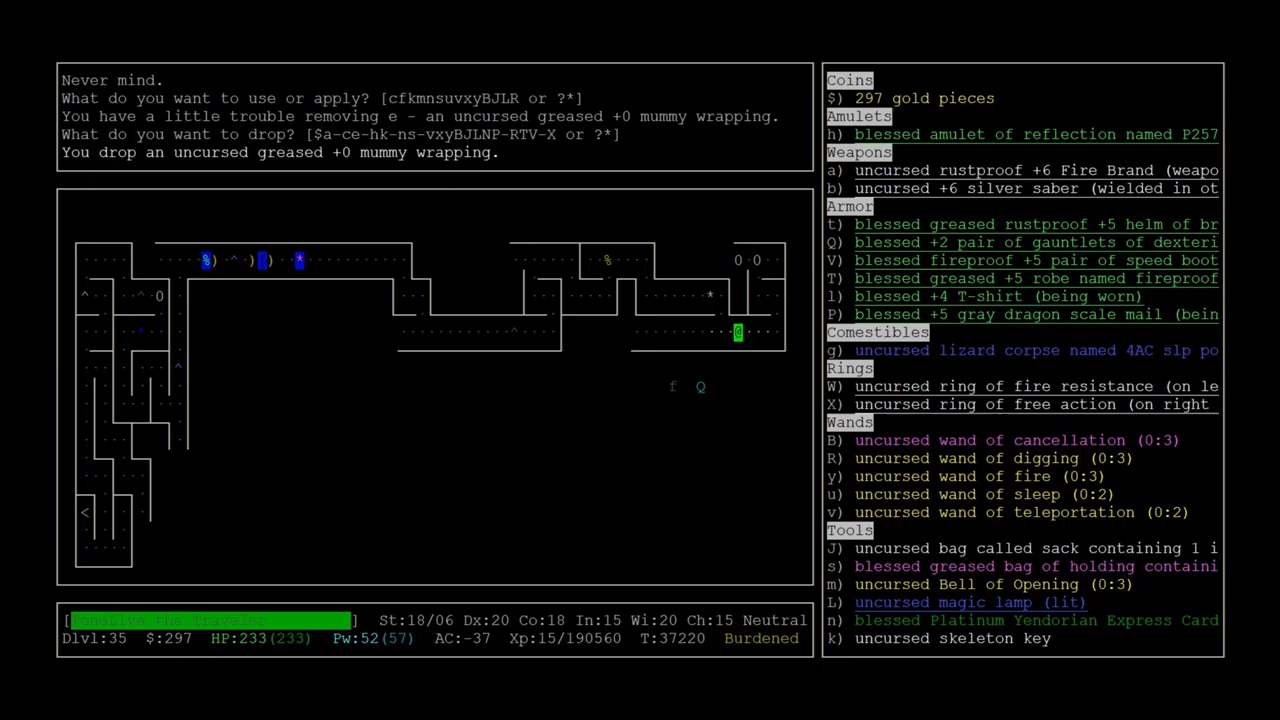 Never mind.
What do you want to use or apply? [cfkmnsuvxyBJLR or ?*]
You have a little trouble removing e - an uncursed greased +0 mummy wrapping.
What do you want to drop? [$a-ce-hk-ns-vxyBJLNP-RTV-X or ?*]
You drop an uncursed greased +0 mummy wrapping.
[ToneLive the Traveler ] St:18/06 Dx:20 Co:18 In:15 Wi:20 Ch:15 Neutral
Dlvl:35 $:297 HP:233(233) Pw:52(57) AC:-37 Xp:15/190560 T:37220 Burdened
Coins
$) 297 gold pieces
Amulets
h) blessed amulet of reflection named P257
Weapons
a) uncursed rustproof +6 Fire Brand (weapo
b) uncursed +6 silver saber (wielded in ot
Armor
t) blessed greased rustproof +5 helm of br
Q) blessed +2 pair of gauntlets of dexteri
V) blessed fireproof +5 pair of speed boot
T) blessed greased +5 robe named fireproof
l) blessed +4 T-shirt (being worn)
P) blessed +5 gray dragon scale mail (bein
Comestibles
g) uncursed lizard corpse named 4AC slp po
Rings
W) uncursed ring of fire resistance (on le
X) uncursed ring of free action (on right
Wands
B) uncursed wand of cancellation (0:3)
R) uncursed wand of digging (0:3)
y) uncursed wand of fire (0:3)
u) uncursed wand of sleep (0:2)
v) uncursed wand of teleportation (0:2)
Tools
J) uncursed bag called sack containing 1 i
s) blessed greased bag of holding containi
m) uncursed Bell of Opening (0:3)
L) uncursed magic lamp (lit)
n) blessed Platinum Yendorian Express Card
k) uncursed skeleton key